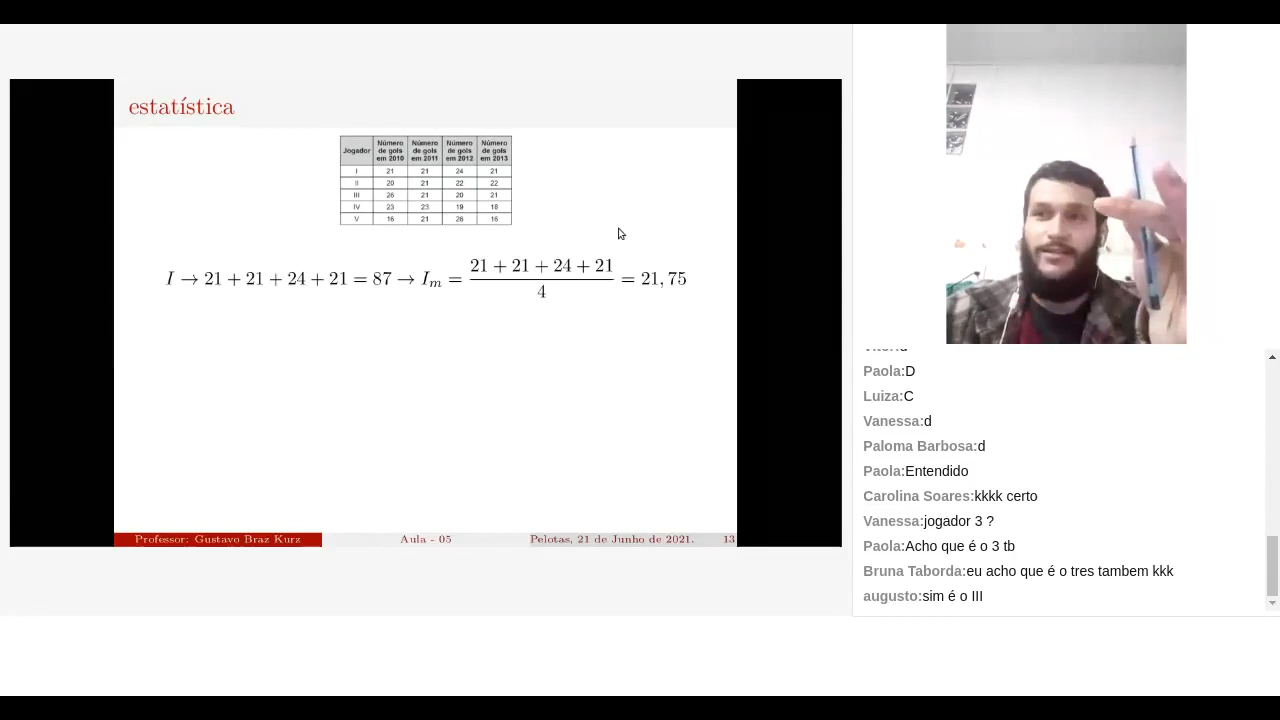 estatística
Jogador Número de gols em 2010 Número de gols em 2011 Número de gols em 2012 Número de gols em 2013
I 21 21 24 21
II 20 21 22 22
III 26 21 20 21
IV 23 23 19 18
V 16 21 26 16
I → 21 + 21 + 24 + 21 = 87 → Iₘ = (21 + 21 + 24 + 21)/4 = 21, 75
Professor: Gustavo Braz Kurz Aula - 05 Pelotas, 21 de Junho de 2021. 13
Paola:D
Luiza:C
Vanessa:d
Paloma Barbosa:d
Paola:Entendido
Carolina Soares:kkkk certo
Vanessa:jogador 3 ?
Paola:Acho que é o 3 tb
Bruna Taborda:eu acho que é o tres tambem kkk
augusto:sim é o III